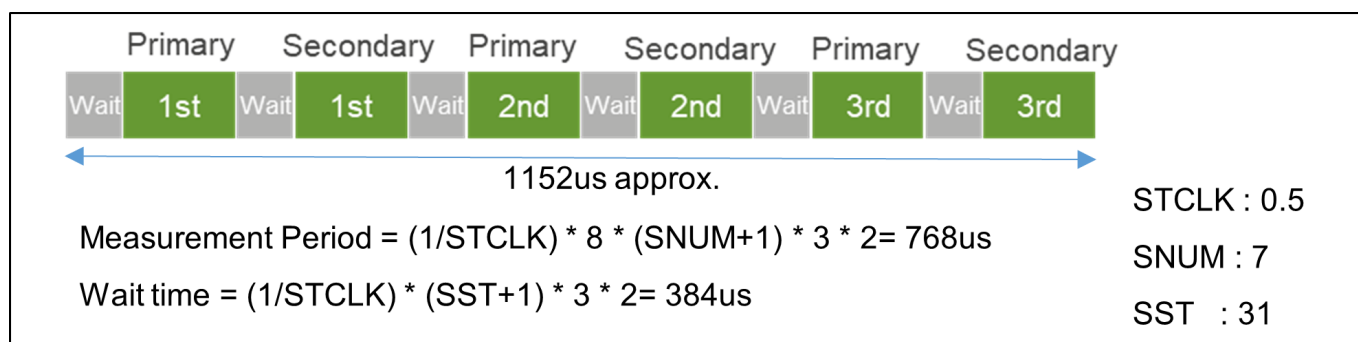 Primary Secondary Primary Secondary Primary Secondary
Wait 1st Wait 1st Wait 2nd Wait 2nd Wait 3rd Wait 3rd
1152us approx.
Measurement Period = (1/STCLK) * 8 * (SNUM+1) * 3 * 2= 768us
Wait time = (1/STCLK) * (SST+1) * 3 * 2= 384us
STCLK : 0.5
SNUM : 7
SST : 31